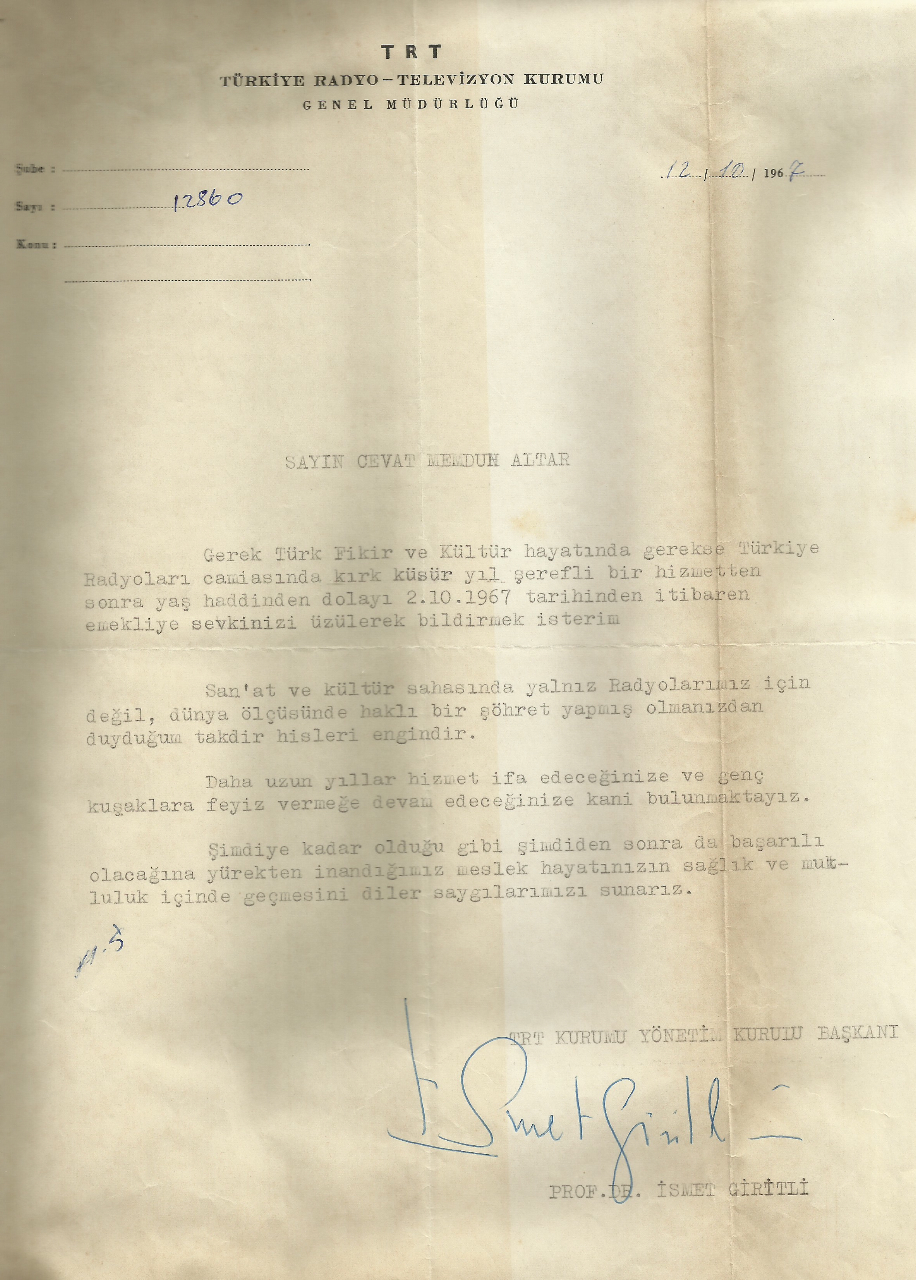 T R T
TÜRKİYE RADYO-TELEVİZYON KURUMU
GENEL MÜDÜRLÜĞÜ
Şube :
12/10/1967
Sayı : 12860
Konu :
SAYIN CEVAT MEMDUH ALTAR
Gerek Türk Fikir ve Kültür hayatında gerekse Türkiye
Radyoları camiasında kırk küsür yıl şerefli bir hizmetten
sonra yaş haddinden dolayı 2.10.1967 tarihinden itibaren
emekliye sevkinizi üzülerek bildirmek isterim
San'at ve kültür sahasında yalnız Radyolarımız için
değil, dünya ölçüsünde haklı bir şöhret yapmış olmanızdan
duyduğum takdir hisleri engindir.
Daha uzun yıllar hizmet ifa edeceğinize ve genç
kuşaklara feyiz vermeğe devam edeceğinize kani bulunmaktayız.
Şimdiye kadar olduğu gibi şimdiden sonra da başarılı
olacağına yürekten inandığımız meslek hayatınızın sağlık ve mut-
luluk içinde geçmesini diler saygılarımızı sunarız.
TRT KURUMU YÖNETİM KURULU BAŞKANI
İsmet Giritli
PROF.DR. İSMET GİRİTLİ